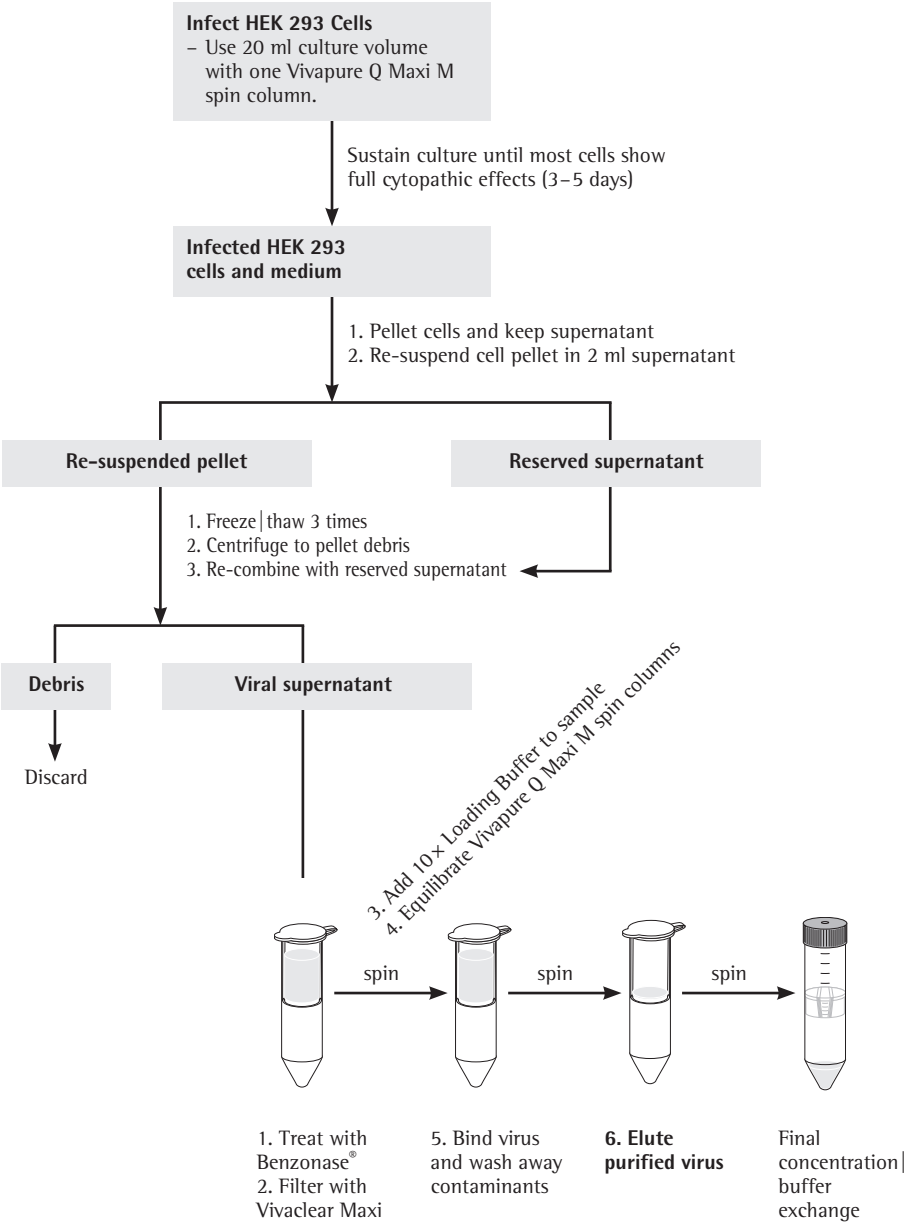 Infect HEK 293 Cells
– Use 20 ml culture volume
with one Vivapure Q Maxi M
spin column.
Sustain culture until most cells show
full cytopathic effects (3–5 days)
Infected HEK 293
cells and medium
1. Pellet cells and keep supernatant
2. Re-suspend cell pellet in 2 ml supernatant
Re-suspended pellet
Reserved supernatant
1. Freeze|thaw 3 times
2. Centrifuge to pellet debris
3. Re-combine with reserved supernatant
Debris
Viral supernatant
Discard
3. Add 10× Loading Buffer to sample
4. Equilibrate Vivapure Q Maxi M spin columns
spin
spin
spin
1. Treat with
Benzonase®
2. Filter with
Vivaclear Maxi
5. Bind virus
and wash away
contaminants
6. Elute
purified virus
Final
concentration|
buffer
exchange